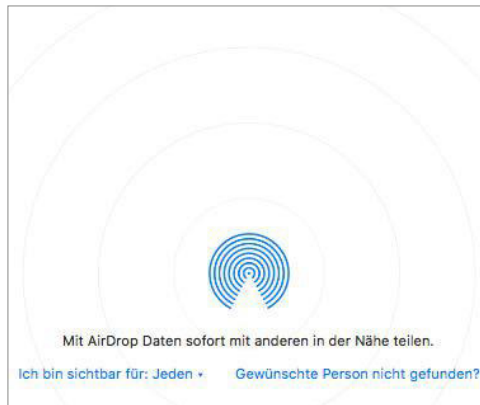 Mit AirDrop Daten sofort mit anderen in der Nähe teilen.
Ich bin sichtbar für: Jeden
Gewünschte Person nicht gefunden?